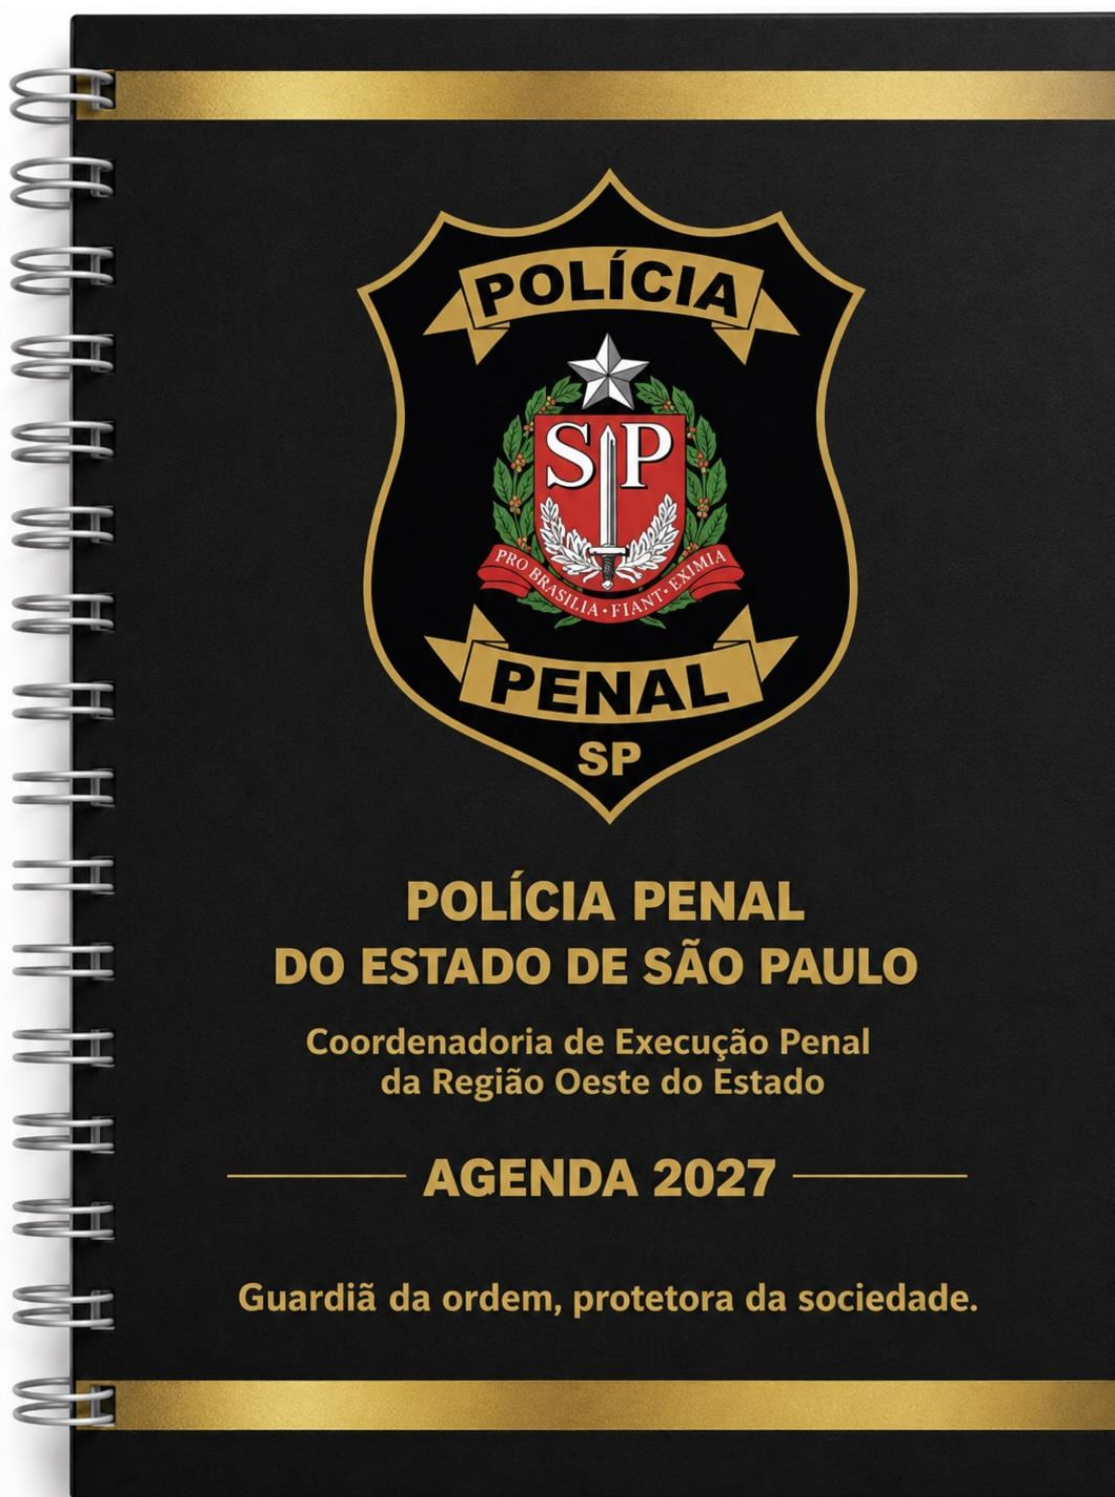 POLÍCIA
SP
PRO BRASILIA · FIANT · EXIMIA
PENAL
SP
POLÍCIA PENAL
DO ESTADO DE SÃO PAULO
Coordenadoria de Execução Penal
da Região Oeste do Estado
AGENDA 2027
Guardiã da ordem, protetora da sociedade.